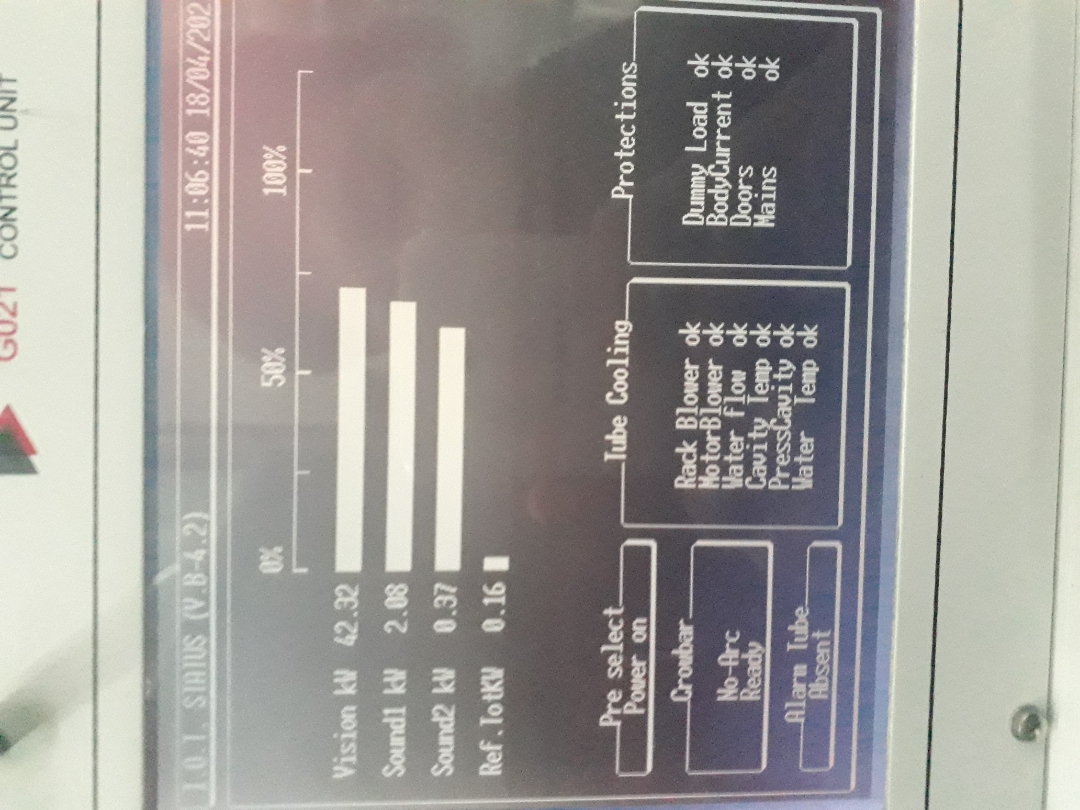 G021 CONTROL UNIT
I.O.T. STATUS (V.B-4.2) 11:06:40 18/04/202
0% 50% 100%
Vision kW 42.32
Sound1 kW 2.08
Sound2 kW 0.37
Ref.TotKW 0.16
Pre select
Power on
Crowbar
No-Arc
Ready
Alarm Tube
Absent
Tube Cooling
Rack Blower ok
MotorBlower ok
Water flow ok
Cavity Temp ok
PressCavity ok
Water Temp ok
Protections
Dummy Load ok
BodyCurrent ok
Doors ok
Mains ok